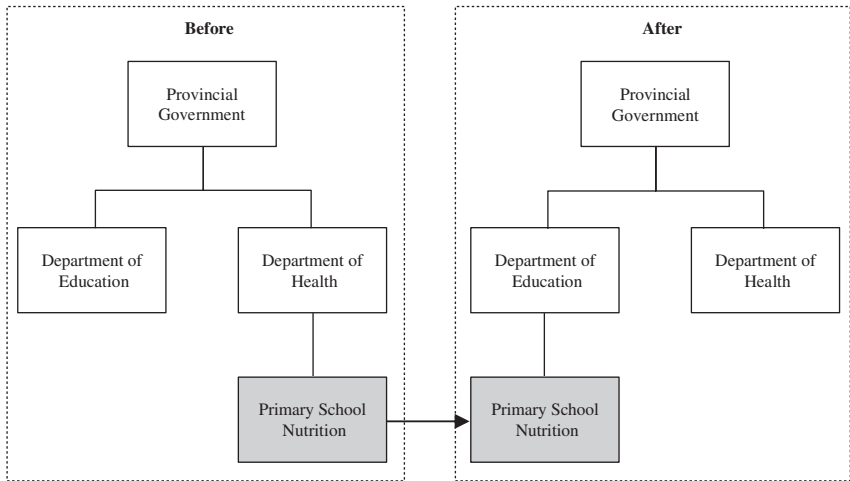 Before
Provincial
Government
Department of
Education
Department of
Health
Primary School
Nutrition
After
Provincial
Government
Department of
Education
Department of
Health
Primary School
Nutrition